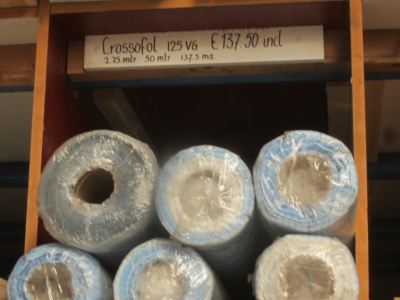 Crossofol 125 VG € 137.50 incl
2.75 mtr 50 mtr 137.5 m2